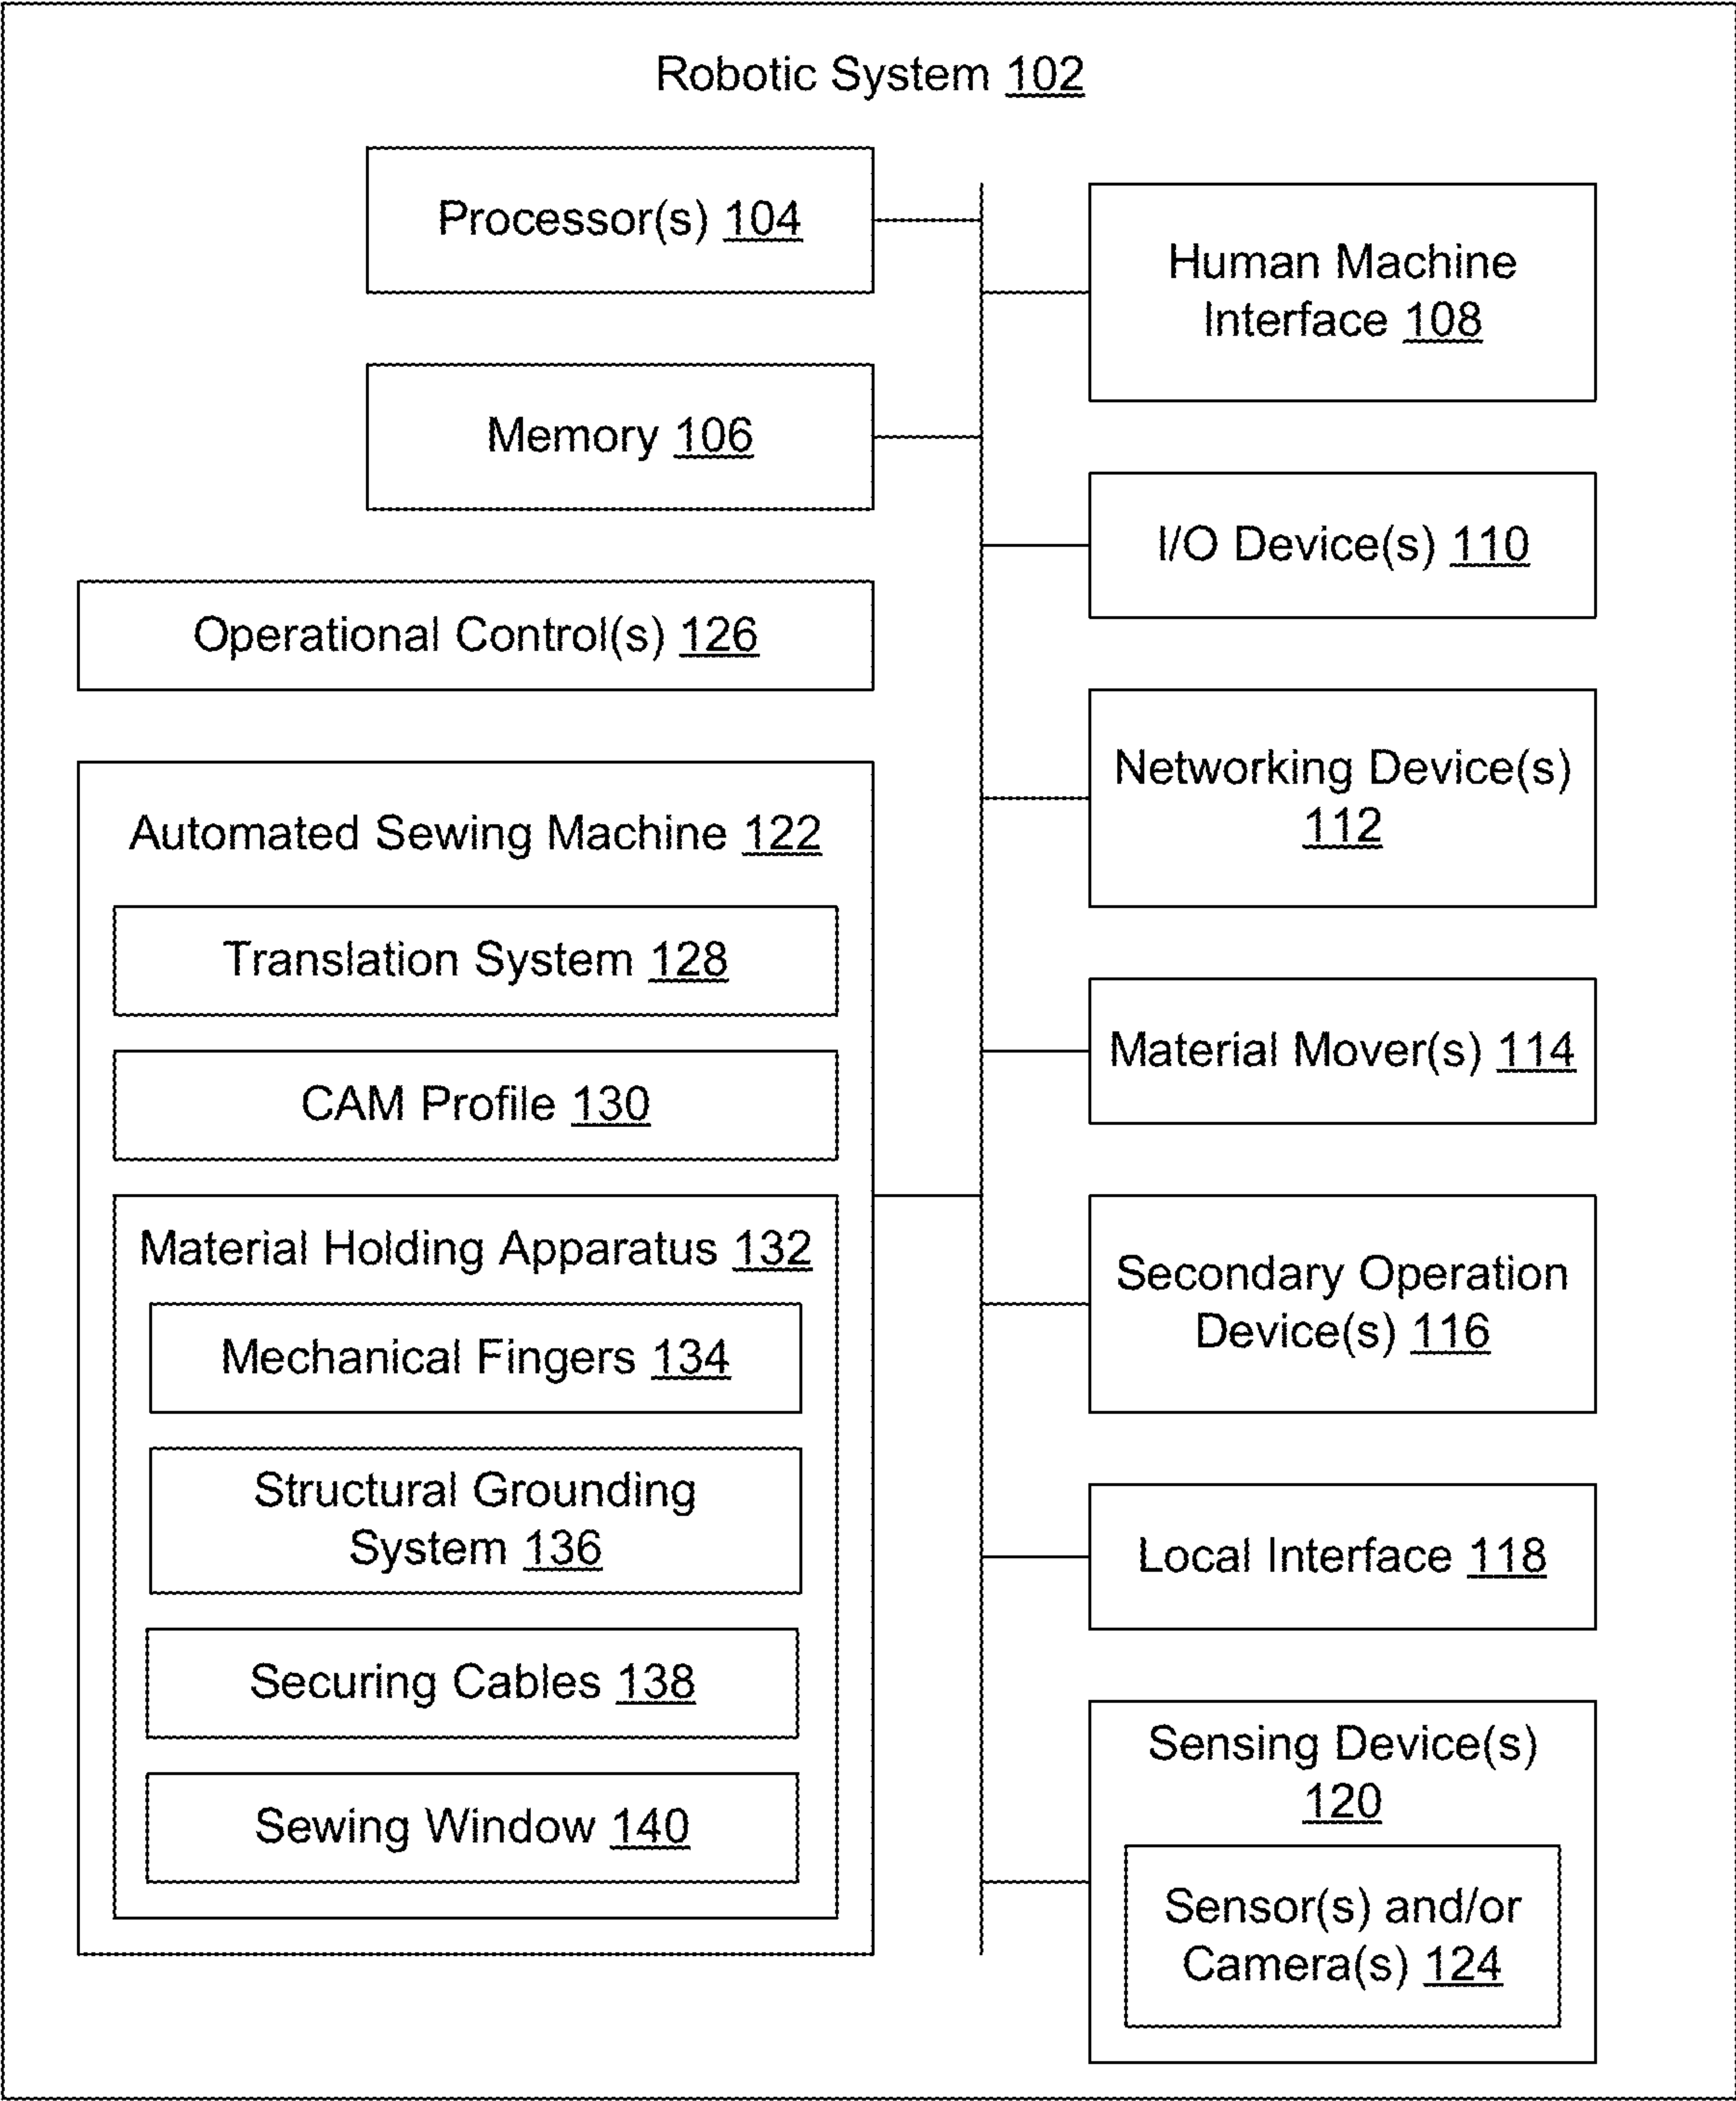 Robotic System 102
Processor(s) 104
Memory 106
Operational Control(s) 126
Automated Sewing Machine 122
Translation System 128
CAM Profile 130
Material Holding Apparatus 132
Mechanical Fingers 134
Structural Grounding
System 136
Securing Cables 138
Sewing Window 140
Human Machine
Interface 108
I/O Device(s) 110
Networking Device(s)
112
Material Mover(s) 114
Secondary Operation
Device(s) 116
Local Interface 118
Sensing Device(s)
120
Sensor(s) and/or
Camera(s) 124